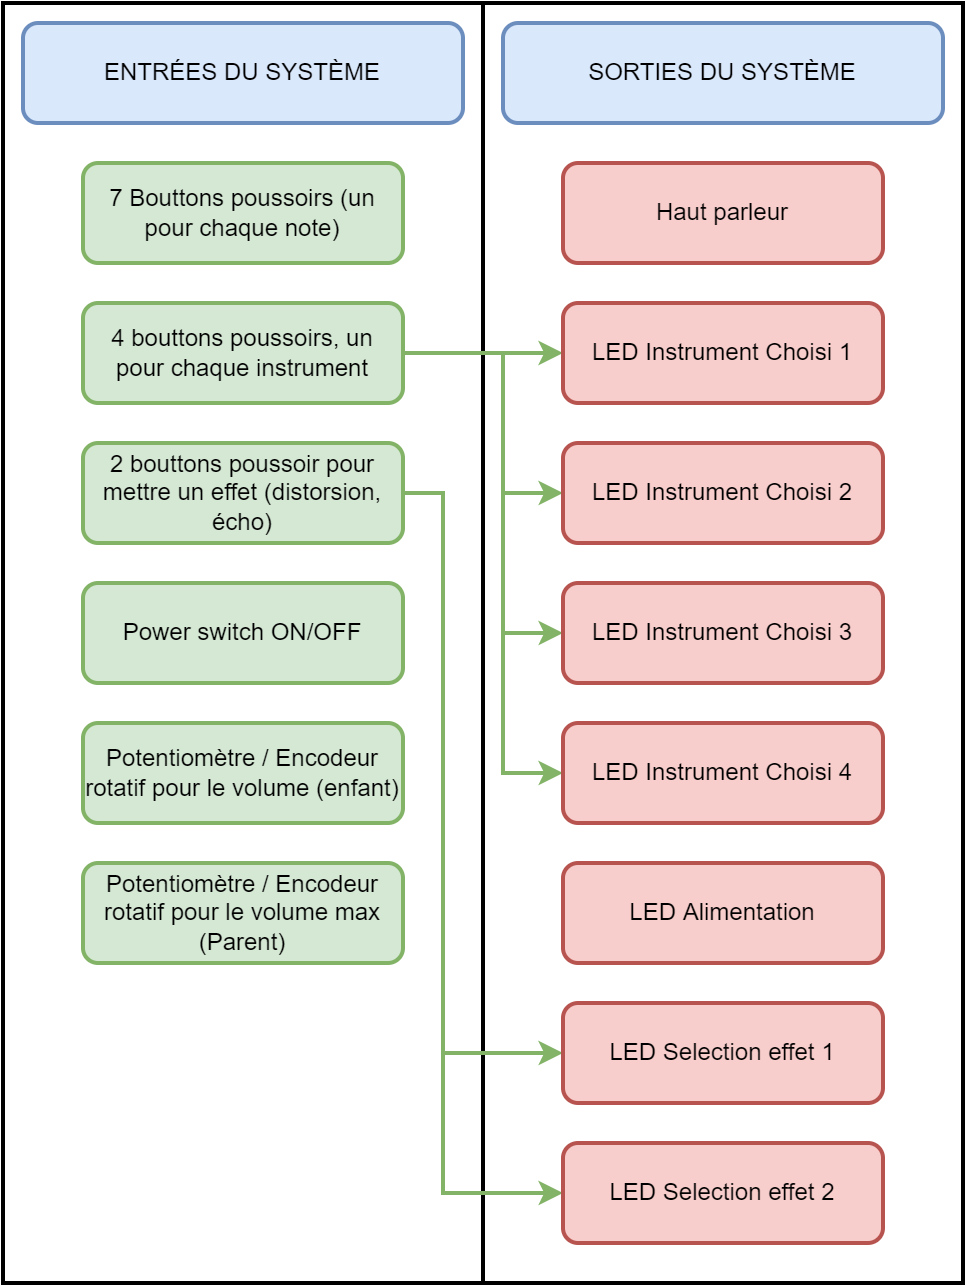 ENTRÉES DU SYSTÈME
7 Bouttons poussoirs (un
pour chaque note)
4 bouttons poussoirs, un
pour chaque instrument
2 bouttons poussoir pour
mettre un effet (distorsion,
écho)
Power switch ON/OFF
Potentiomètre / Encodeur
rotatif pour le volume (enfant)
Potentiomètre / Encodeur
rotatif pour le volume max
(Parent)
SORTIES DU SYSTÈME
Haut parleur
LED Instrument Choisi 1
LED Instrument Choisi 2
LED Instrument Choisi 3
LED Instrument Choisi 4
LED Alimentation
LED Selection effet 1
LED Selection effet 2